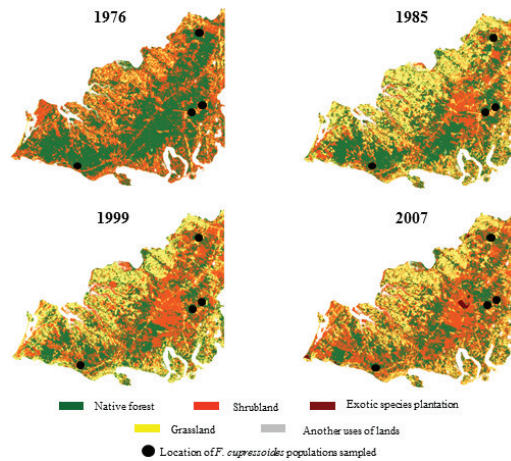 1976 1985
1999 2007
Native forest Shrubland Exotic species plantation
Grassland Another uses of lands
Location of F. cupressoides populations sampled